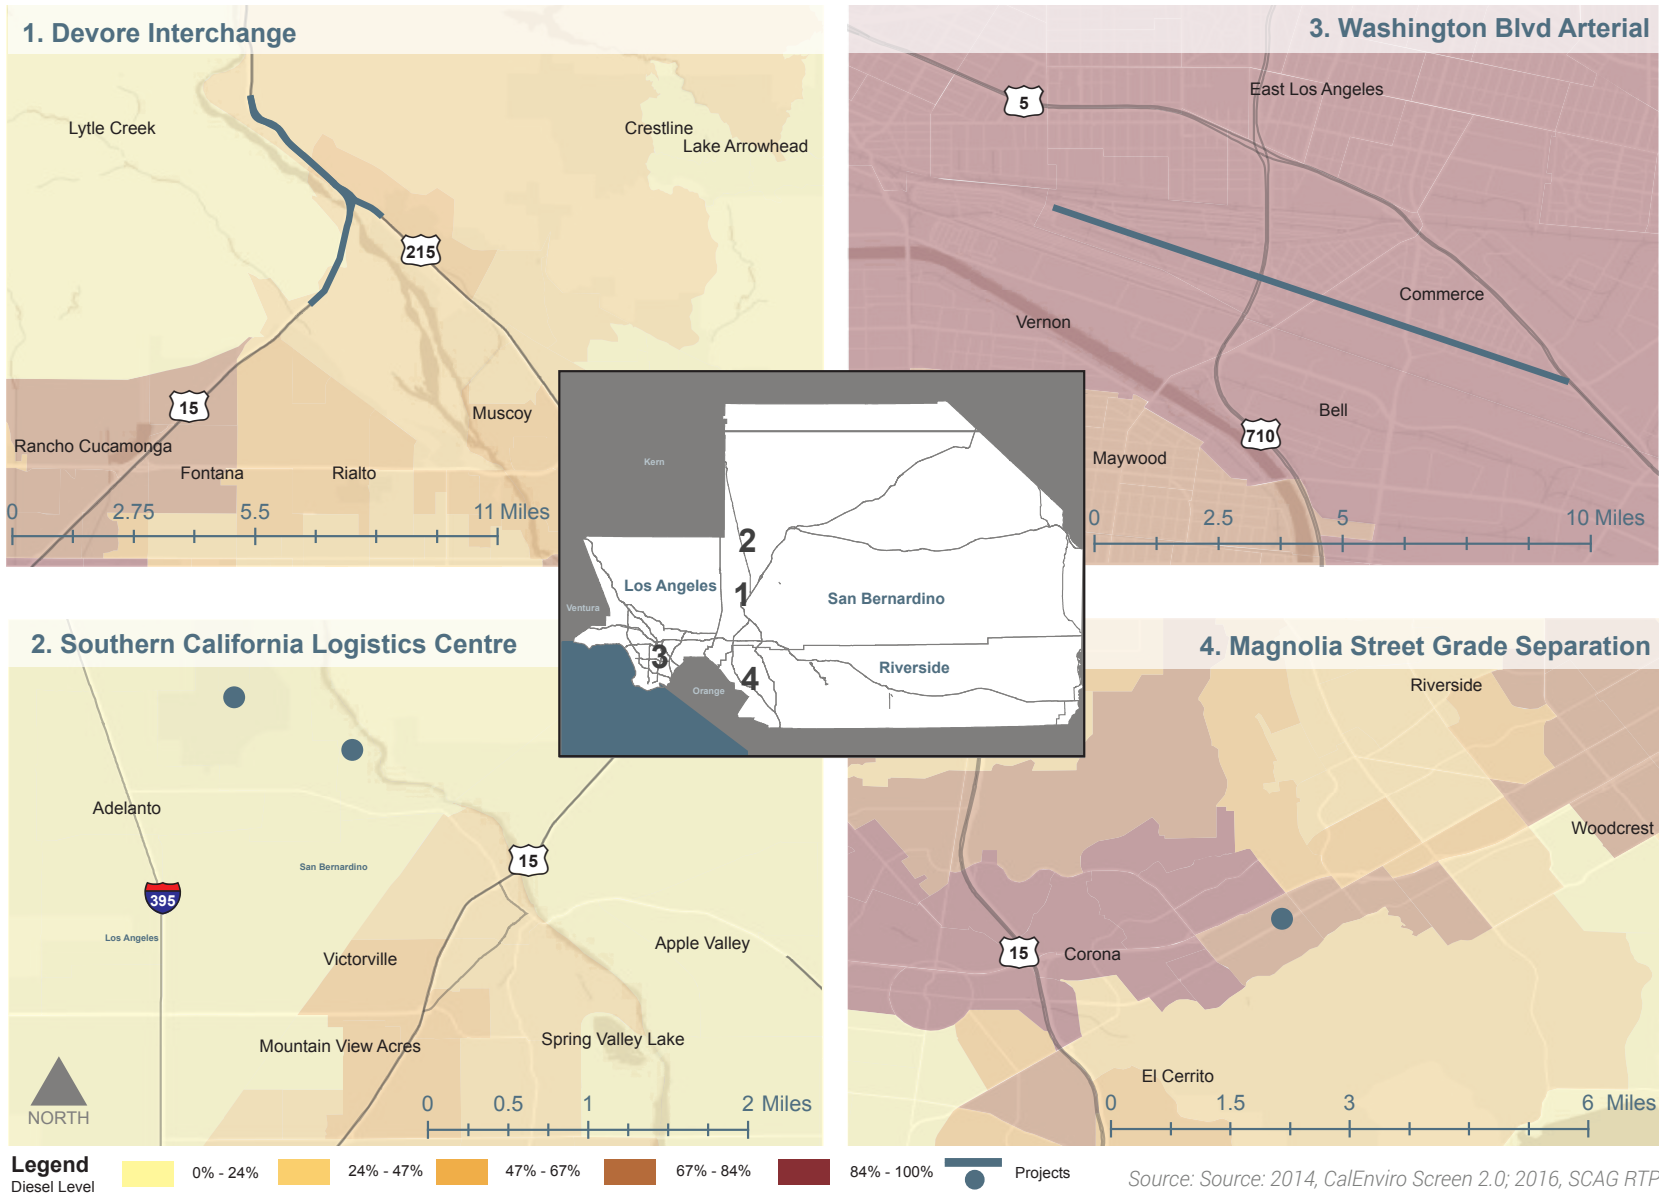 1. Devore Interchange
Lytle Creek
Crestline
Lake Arrowhead
215
15
Muscoy
Rancho Cucamonga
Fontana
Rialto
0 2.75 5.5 11 Miles
3. Washington Blvd Arterial
5
East Los Angeles
Commerce
Vernon
Bell
710
Maywood
0 2.5 5 10 Miles
Kern
2
Los Angeles
1
San Bernardino
Ventura
3
Riverside
4
Orange
2. Southern California Logistics Centre
Adelanto
San Bernardino
15
395
Los Angeles
Victorville
Apple Valley
Mountain View Acres
Spring Valley Lake
NORTH
0 0.5 1 2 Miles
4. Magnolia Street Grade Separation
Riverside
Woodcrest
15
Corona
El Cerrito
0 1.5 3 6 Miles
Legend
Diesel Level
0% - 24%
24% - 47%
47% - 67%
67% - 84%
84% - 100%
Projects
Source: Source: 2014, CalEnviro Screen 2.0; 2016, SCAG RTP